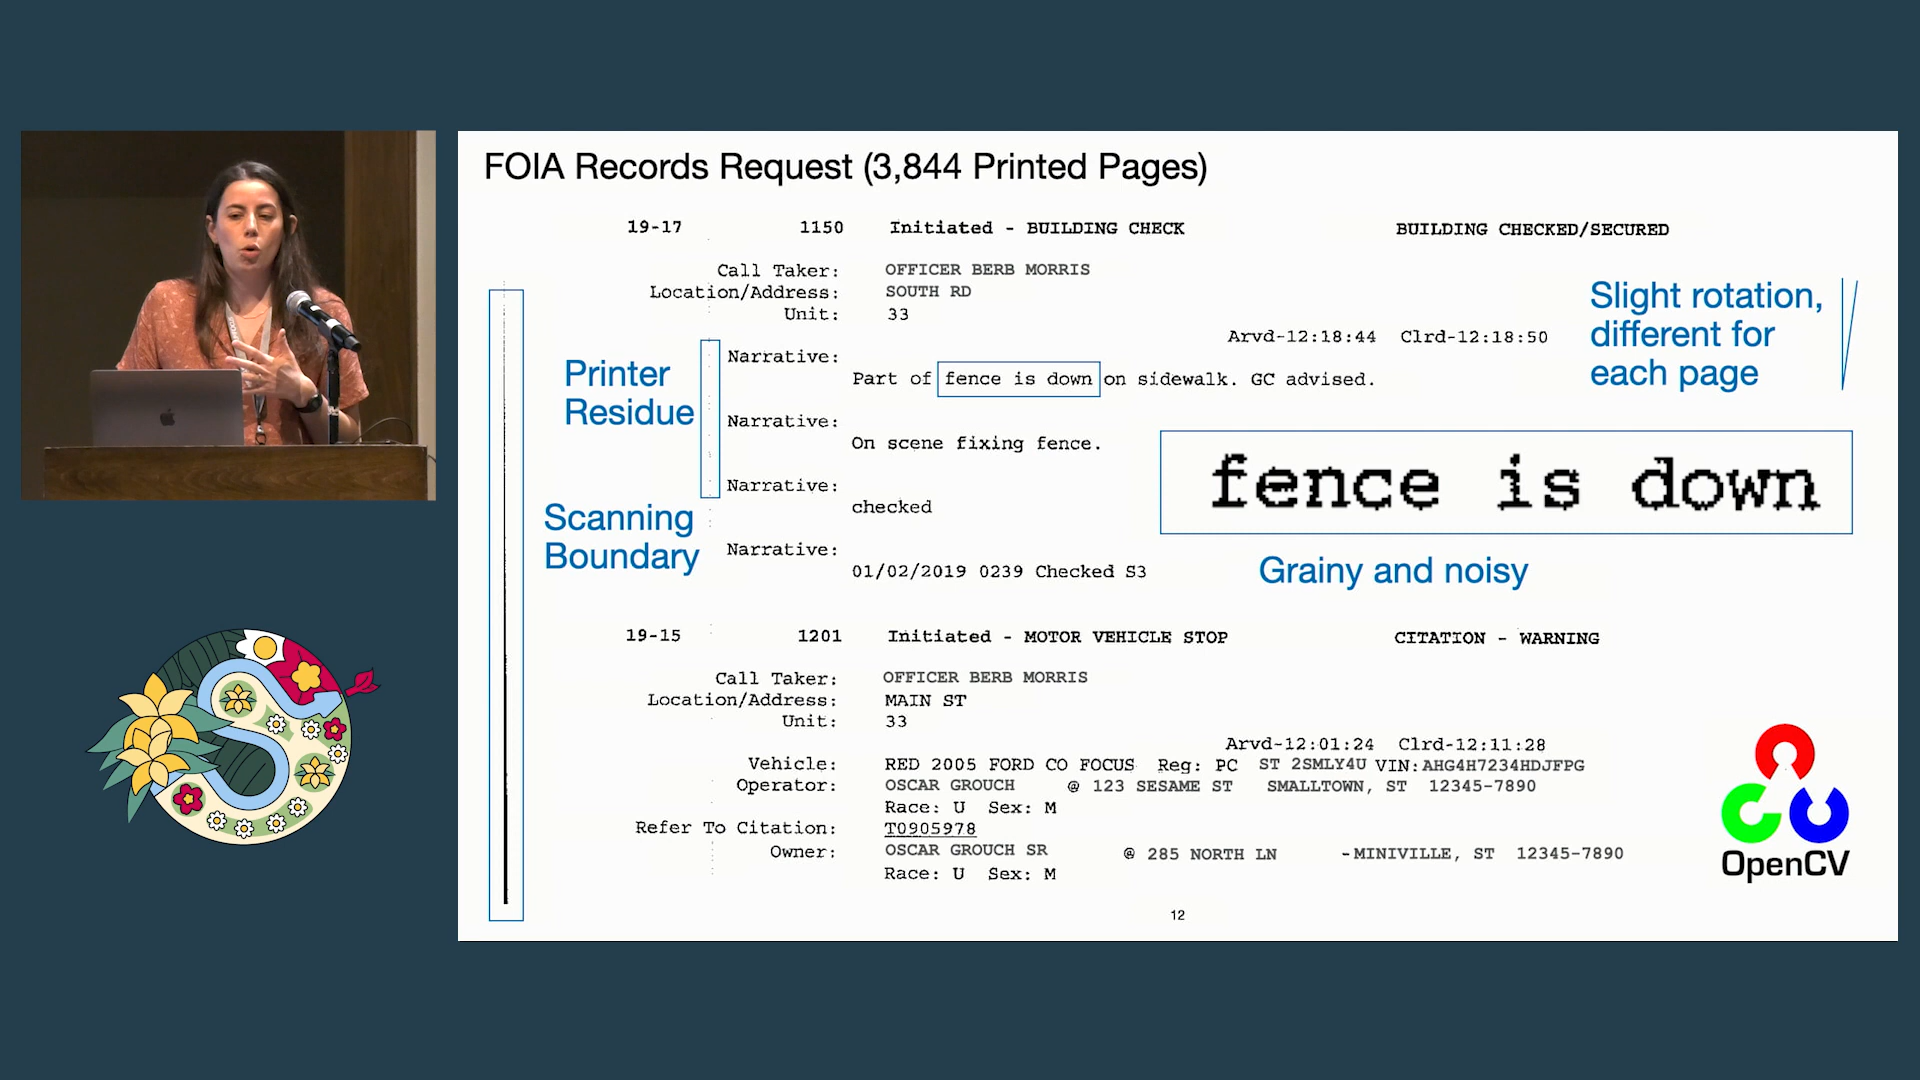 FOIA Records Request (3,844 Printed Pages)
19-17 1150 Initiated - BUILDING CHECK BUILDING CHECKED/SECURED
Call Taker: OFFICER BERB MORRIS
Location/Address: SOUTH RD
Unit: 33
Arvd-12:18:44 Clrd-12:18:50
Narrative:
Part of fence is down on sidewalk. GC advised.
Narrative:
On scene fixing fence.
Narrative:
checked
Narrative:
01/02/2019 0239 Checked S3
Printer
Residue
Scanning
Boundary
Slight rotation,
different for
each page
fence is down
Grainy and noisy
19-15 1201 Initiated - MOTOR VEHICLE STOP CITATION - WARNING
Call Taker: OFFICER BERB MORRIS
Location/Address: MAIN ST
Unit: 33
Arvd-12:01:24 Clrd-12:11:28
Vehicle: RED 2005 FORD CO FOCUS Reg: PC ST 2SMLY4U VIN: AHG4H7234HDJFPG
Operator: OSCAR GROUCH @ 123 SESAME ST SMALLTOWN, ST 12345-7890
Race: U Sex: M
Refer To Citation: T0905978
Owner: OSCAR GROUCH SR @ 285 NORTH LN - MINIVILLE, ST 12345-7890
Race: U Sex: M
OpenCV
12